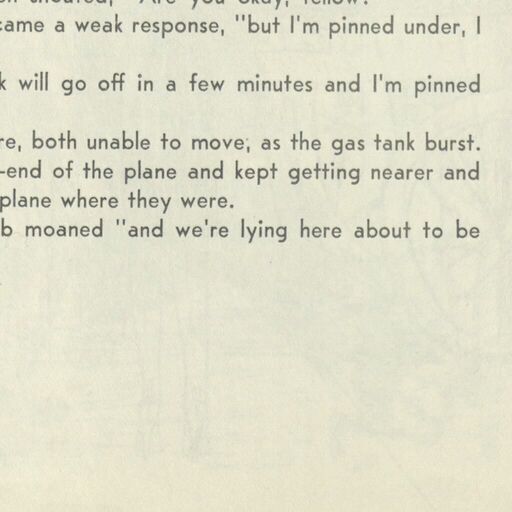 shouted, "Are you okay, fellow?"
came a weak response, "but I'm pinned under, I
k will go off in a few minutes and I'm pinned
re, both unable to move, as the gas tank burst.
-end of the plane and kept getting nearer and
plane where they were.
b moaned "and we're lying here about to be